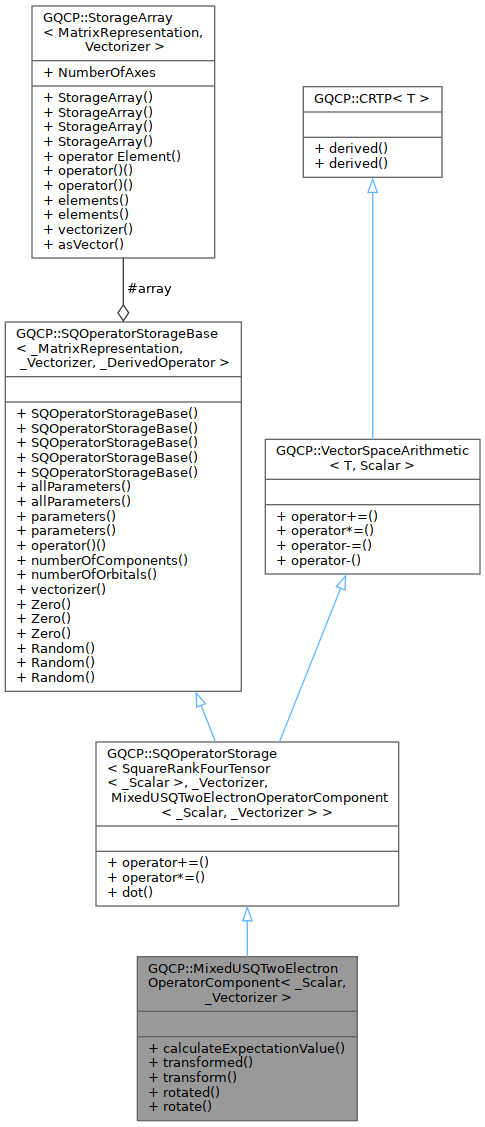 GQCP::StorageArray
< MatrixRepresentation,
Vectorizer >
+ NumberOfAxes
+ StorageArray()
+ StorageArray()
+ StorageArray()
+ StorageArray()
+ operator Element()
+ operator()()
+ operator()()
+ elements()
+ elements()
+ vectorizer()
+ asVector()
GQCP::CRTP< T >
+ derived()
+ derived()
#array
GQCP::SQOperatorStorageBase
< _MatrixRepresentation,
_Vectorizer, _DerivedOperator >
+ SQOperatorStorageBase()
+ SQOperatorStorageBase()
+ SQOperatorStorageBase()
+ SQOperatorStorageBase()
+ SQOperatorStorageBase()
+ allParameters()
+ allParameters()
+ parameters()
+ parameters()
+ operator()()
+ numberOfComponents()
+ numberOfOrbitals()
+ vectorizer()
+ Zero()
+ Zero()
+ Zero()
+ Random()
+ Random()
+ Random()
GQCP::VectorSpaceArithmetic
< T, Scalar >
+ operator+=()
+ operator*=()
+ operator-=()
+ operator-()
GQCP::SQOperatorStorage
< SquareRankFourTensor
< _Scalar >, _Vectorizer,
MixedUSQTwoElectronOperatorComponent
< _Scalar, _Vectorizer > >
+ operator+=()
+ operator*=()
+ dot()
GQCP::MixedUSQTwoElectron
OperatorComponent< _Scalar,
_Vectorizer >
+ calculateExpectationValue()
+ transformed()
+ transform()
+ rotated()
+ rotate()